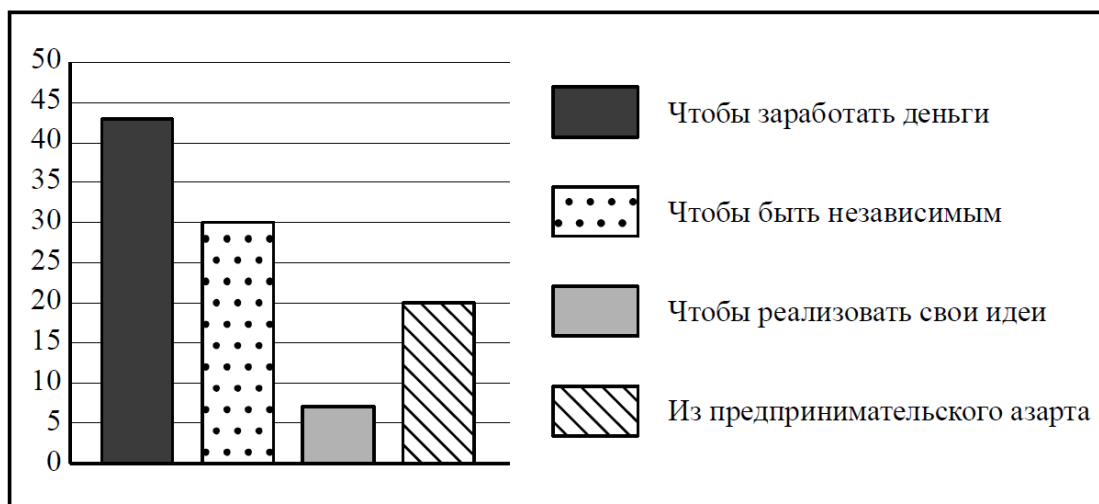 50
45
40
35
30
25
20
15
10
5
0
Чтобы заработать деньги
Чтобы быть независимым
Чтобы реализовать свои идеи
Из предпринимательского азарта